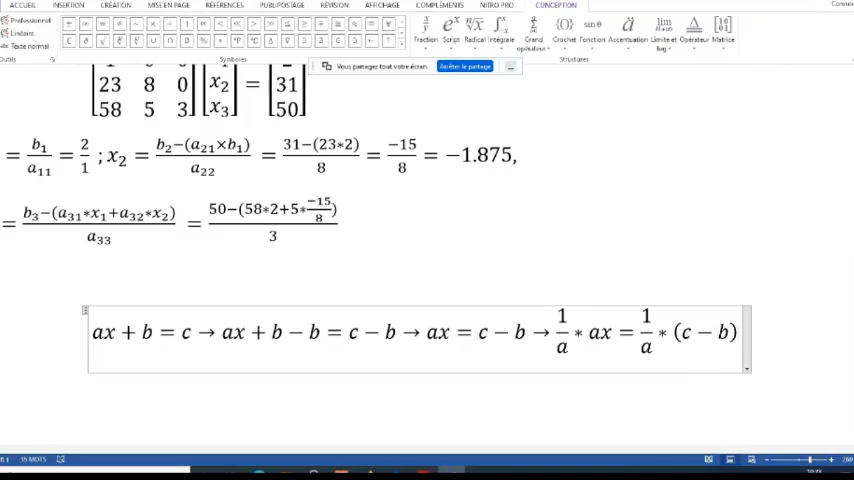 ACCUEIL INSERTION CRÉATION MISE EN PAGE RÉFÉRENCES PUBLIPOSTAGE RÉVISION AFFICHAGE COMPLÉMENTS NITRO PRO CONCEPTION
Professionnel
Linéaire
Texte normal
Fraction Script Radical Intégrale Grand opérateur Crochet Fonction Accentuation Limite et log Opérateur Matrice
Outils Symboles Structures
Vous partagez tout votre écran. Arrêter le partage
23 8 0 x₂ = 31
58 5 3 x₃ 50
= b₁/a₁₁ = 2/1 ; x₂ = (b₂−(a₂₁×b₁))/a₂₂ = (31−(23∗2))/8 = −15/8 = −1.875,
= (b₃−(a₃₁∗x₁+a₃₂∗x₂))/a₃₃ = (50−(58∗2+5∗−15/8))/3
ax + b = c → ax + b − b = c − b → ax = c − b → 1/a ∗ ax = 1/a ∗ (c − b)
35 MOTS